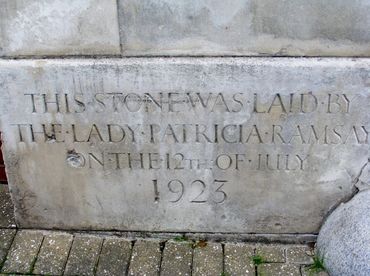 THIS·STONE·WAS·LAID·BY
THE·LADY·PATRICIA·RAMSAY
ON·THE·12TH·OF·JULY
1923